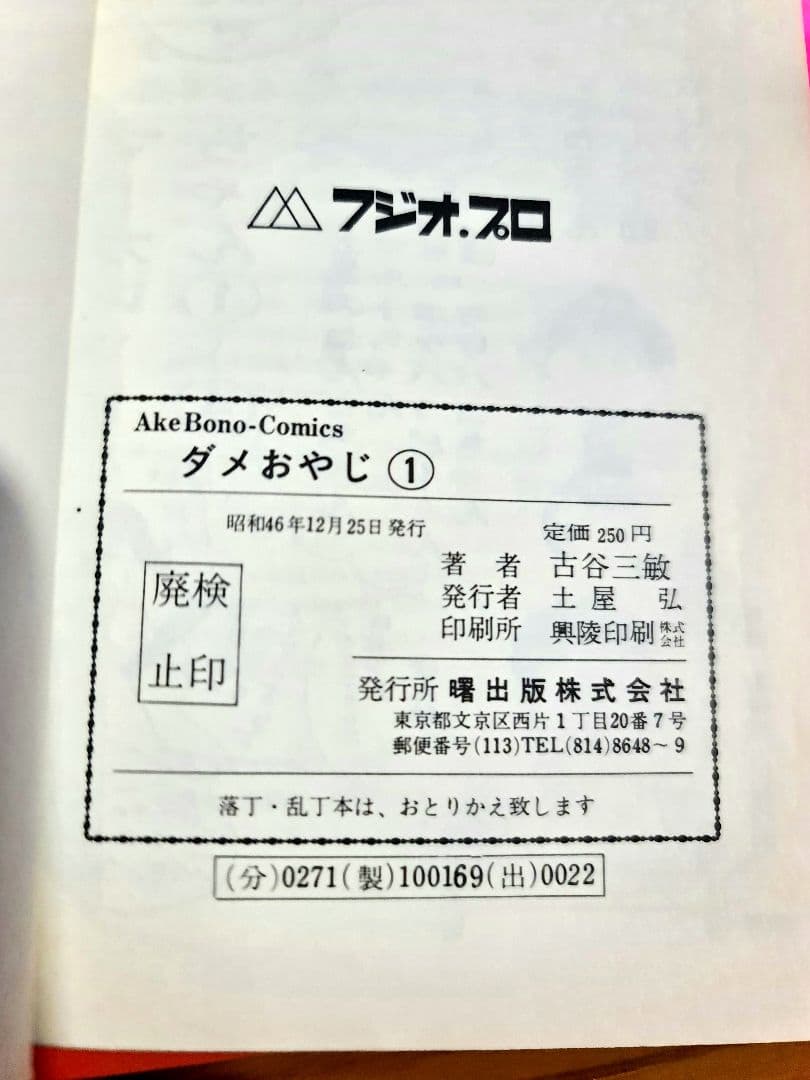 フジオ.プロ
AkeBono-Comics
ダメおやじ ①
昭和46年12月25日発行 定価 250円
検印
廃止
著者 古谷三敏
発行者 土屋 弘
印刷所 興陵印刷株式会社
発行所 曙出版株式会社
東京都文京区西片1丁目20番7号
郵便番号(113)TEL(814)8648〜9
落丁・乱丁本は、おとりかえ致します
(分)0271(製)100169(出)0022